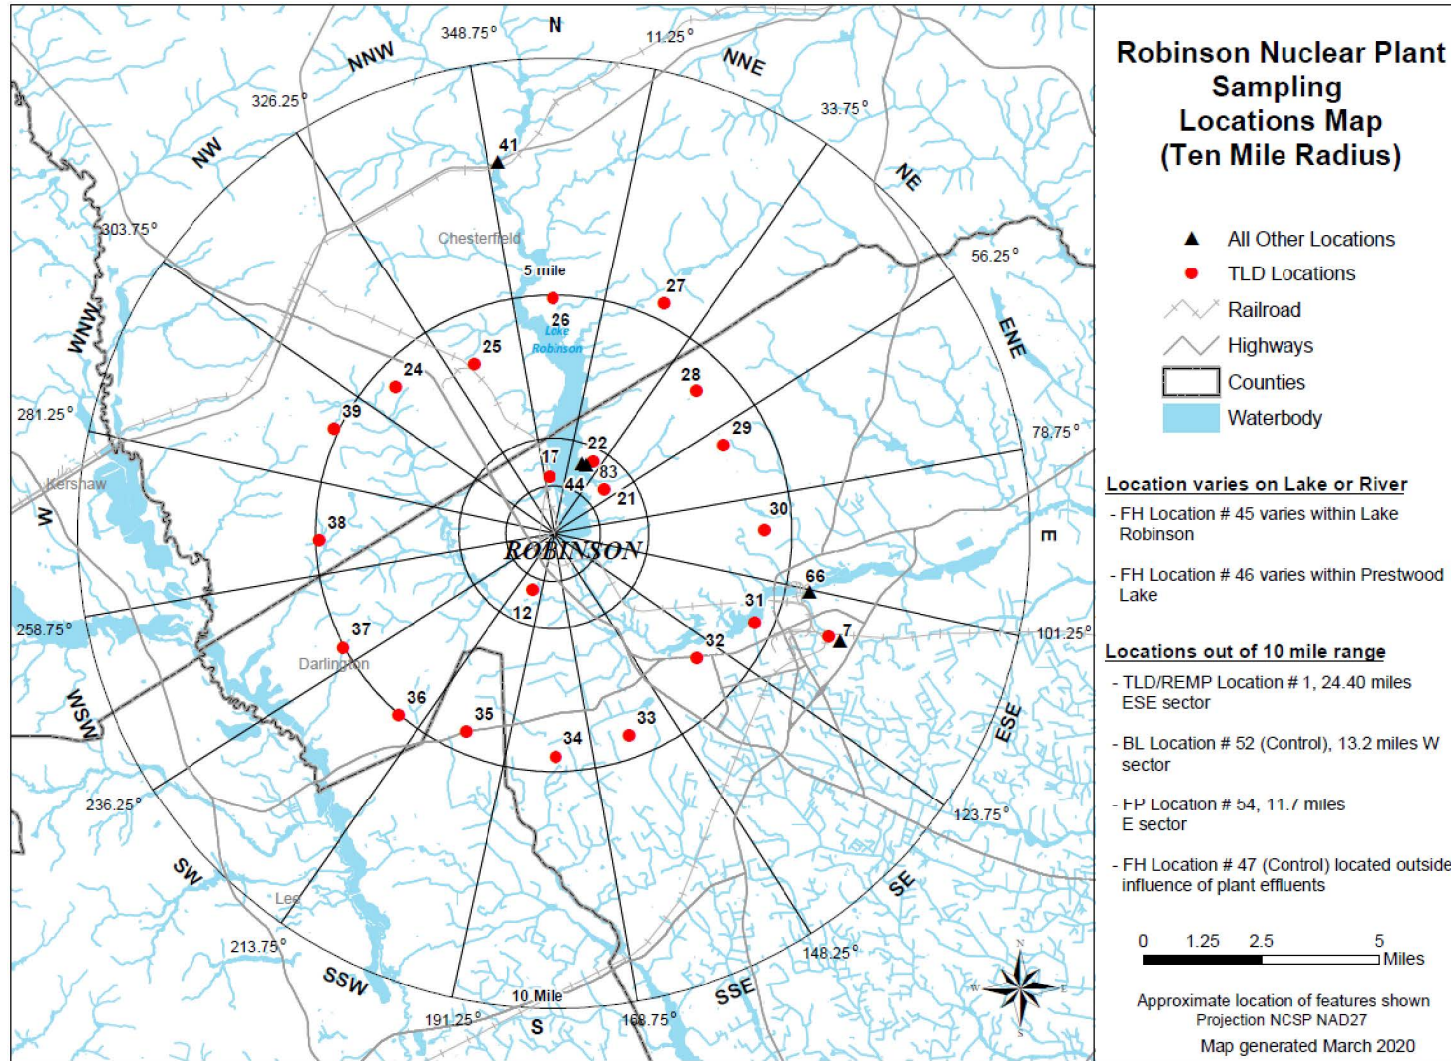 N
348.75°
11.25°
NNW
NNE
326.25°
33.75°
NW
41
NE
303.75°
Chesterfield
56.25°
5 mile
27
26
Lake
Robinson
WNW
ENE
25
24
28
39
281.25°
29
78.75°
22
17
83
Kershaw
44
21
W
38
30
E
ROBINSON
66
12
31
258.75°
37
7
101.25°
32
Darlington
WSW
36
35
33
34
ESE
236.25°
123.75°
SW
SE
Lee
213.75°
148.25°
SSW
10 Mile
SSE
191.25°
S
168.75°
Robinson Nuclear Plant
Sampling
Locations Map
(Ten Mile Radius)
All Other Locations
TLD Locations
Railroad
Highways
Counties
Waterbody
Location varies on Lake or River
- FH Location # 45 varies within Lake
Robinson
- FH Location # 46 varies within Prestwood
Lake
Locations out of 10 mile range
- TLD/REMP Location # 1, 24.40 miles
ESE sector
- BL Location # 52 (Control), 13.2 miles W
sector
- FP Location # 54, 11.7 miles
E sector
- FH Location # 47 (Control) located outside
influence of plant effluents
0 1.25 2.5 5
Miles
N
W E
S
Approximate location of features shown
Projection NCSP NAD27
Map generated March 2020